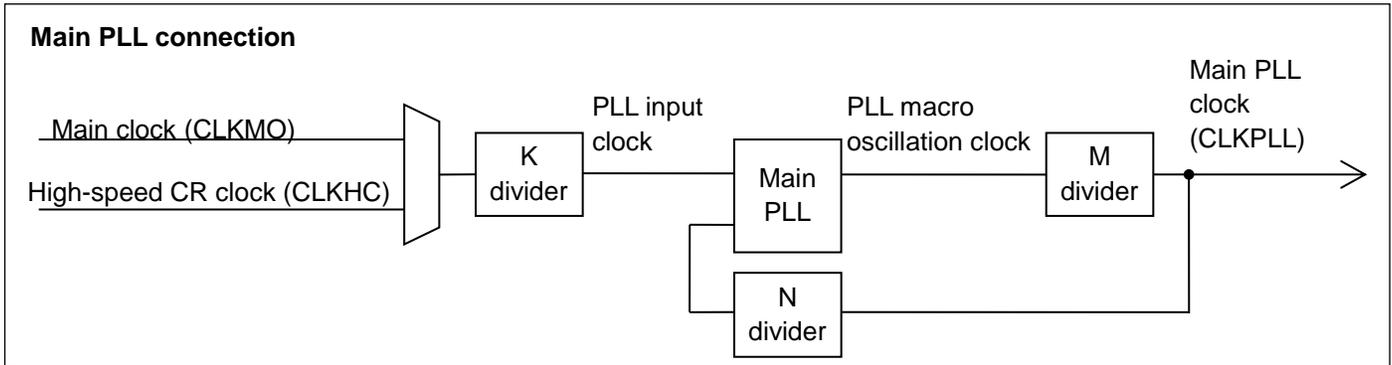 Main PLL connection
Main clock (CLKMO)
High-speed CR clock (CLKHC)
K
divider
PLL input
clock
Main
PLL
N
divider
PLL macro
oscillation clock
M
divider
Main PLL
clock
(CLKPLL)